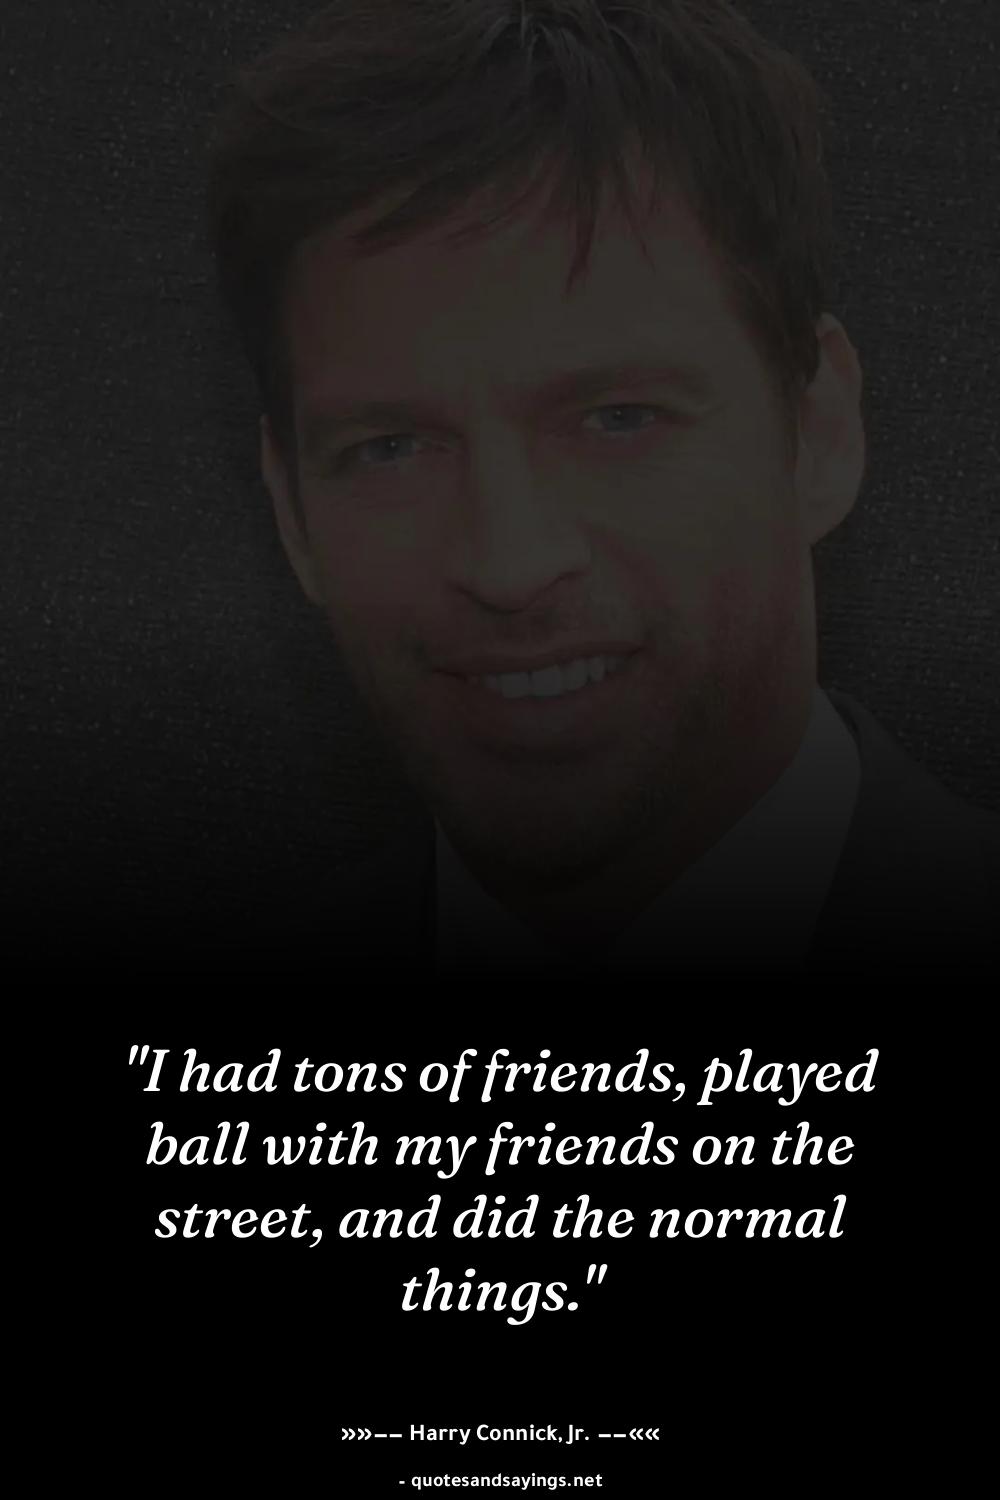 "I had tons of friends, played
ball with my friends on the
street, and did the normal
things."
»»−− Harry Connick, Jr. −−««
- quotesandsayings.net